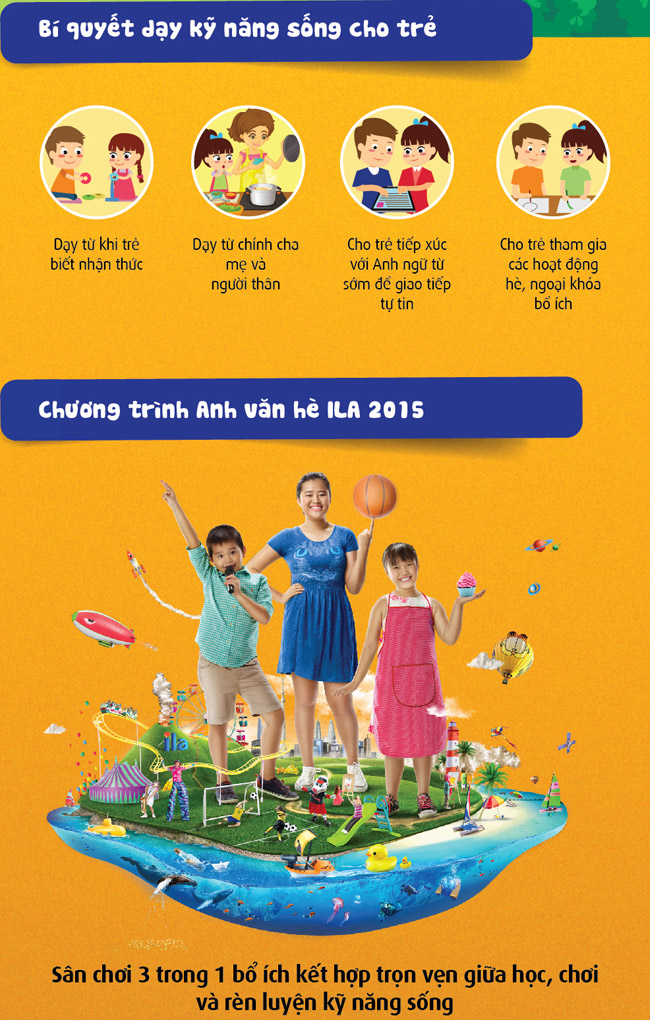 Bí quyết dạy kỹ năng sống cho trẻ
Dạy từ khi trẻ
biết nhận thức
Dạy từ chính cha
mẹ và
người thân
Cho trẻ tiếp xúc
với Anh ngữ từ
sớm để giao tiếp
tự tin
Cho trẻ tham gia
các hoạt động
hè, ngoại khóa
bổ ích
Chương trình Anh văn hè ILA 2015
ila
Sân chơi 3 trong 1 bổ ích kết hợp trọn vẹn giữa học, chơi
và rèn luyện kỹ năng sống